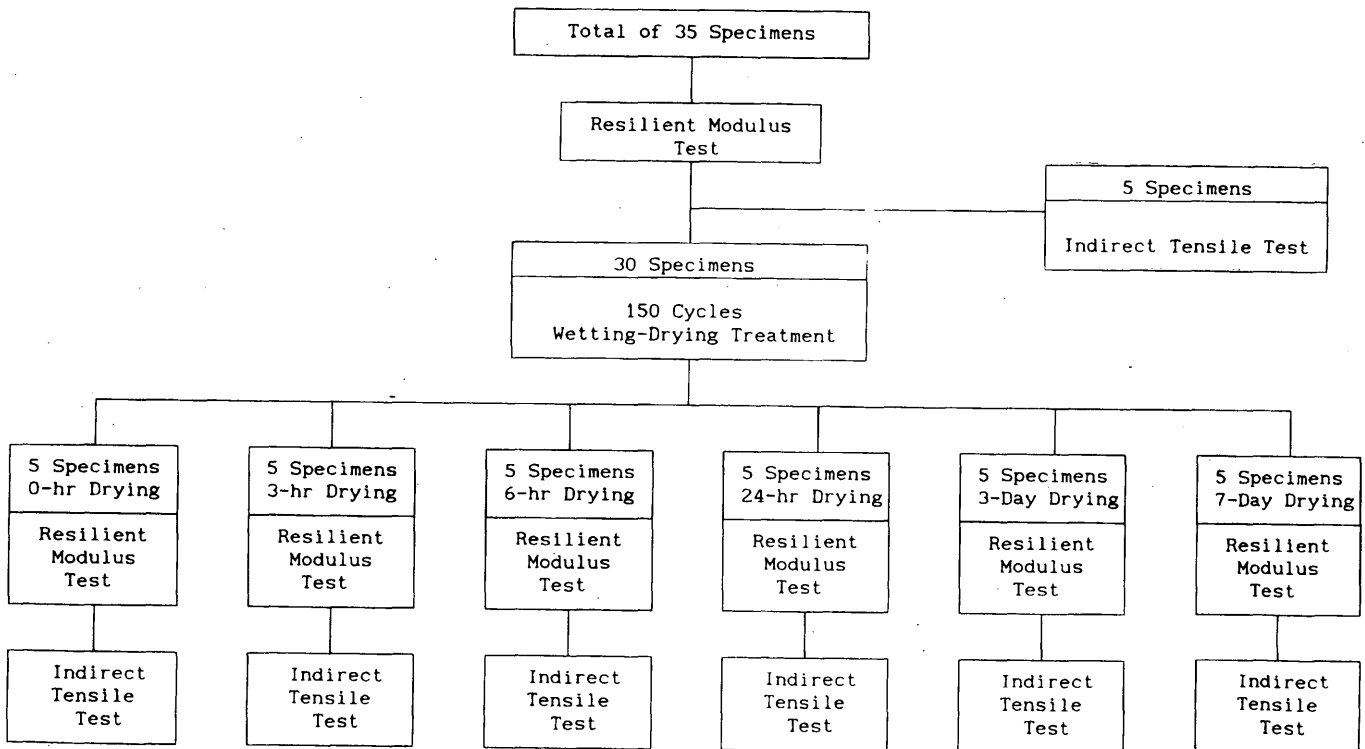 Total of 35 Specimens
Resilient Modulus
Test
5 Specimens
Indirect Tensile Test
30 Specimens
150 Cycles
Wetting-Drying Treatment
5 Specimens
0-hr Drying
Resilient
Modulus
Test
Indirect
Tensile
Test
5 Specimens
3-hr Drying
Resilient
Modulus
Test
Indirect
Tensile
Test
5 Specimens
6-hr Drying
Resilient
Modulus
Test
Indirect
Tensile
Test
5 Specimens
24-hr Drying
Resilient
Modulus
Test
Indirect
Tensile
Test
5 Specimens
3-Day Drying
Resilient
Modulus
Test
Indirect
Tensile
Test
5 Specimens
7-Day Drying
Resilient
Modulus
Test
Indirect
Tensile
Test